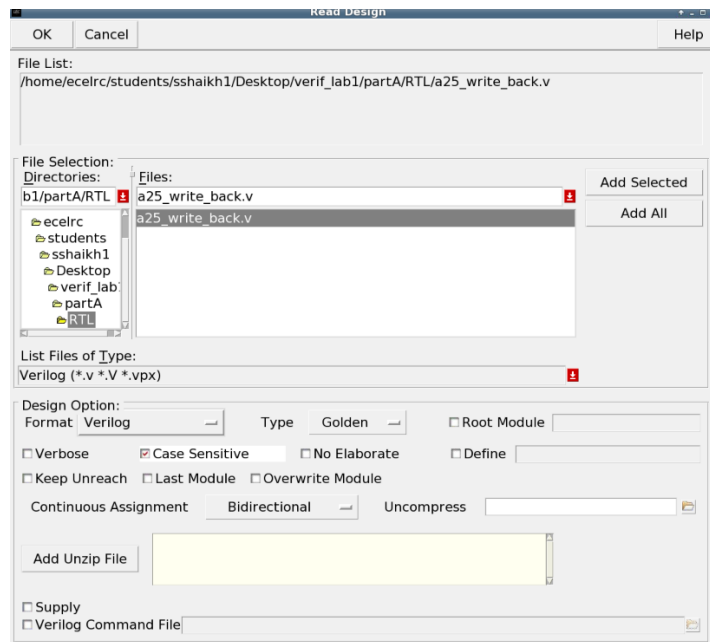 Read Design
OK Cancel Help
File List:
/home/ecelrc/students/sshaikh1/Desktop/verif_lab1/partA/RTL/a25_write_back.v
File Selection:
Directories: Files:
b1/partA/RTL a25_write_back.v Add Selected
a25_write_back.v Add All
ecelrc
students
sshaikh1
Desktop
verif_lab
partA
RTL
List Files of Type:
Verilog (*.v *.V *.vpx)
Design Option:
Format Verilog Type Golden Root Module
Verbose Case Sensitive No Elaborate Define
Keep Unreach Last Module Overwrite Module
Continuous Assignment Bidirectional Uncompress
Add Unzip File
Supply
Verilog Command File